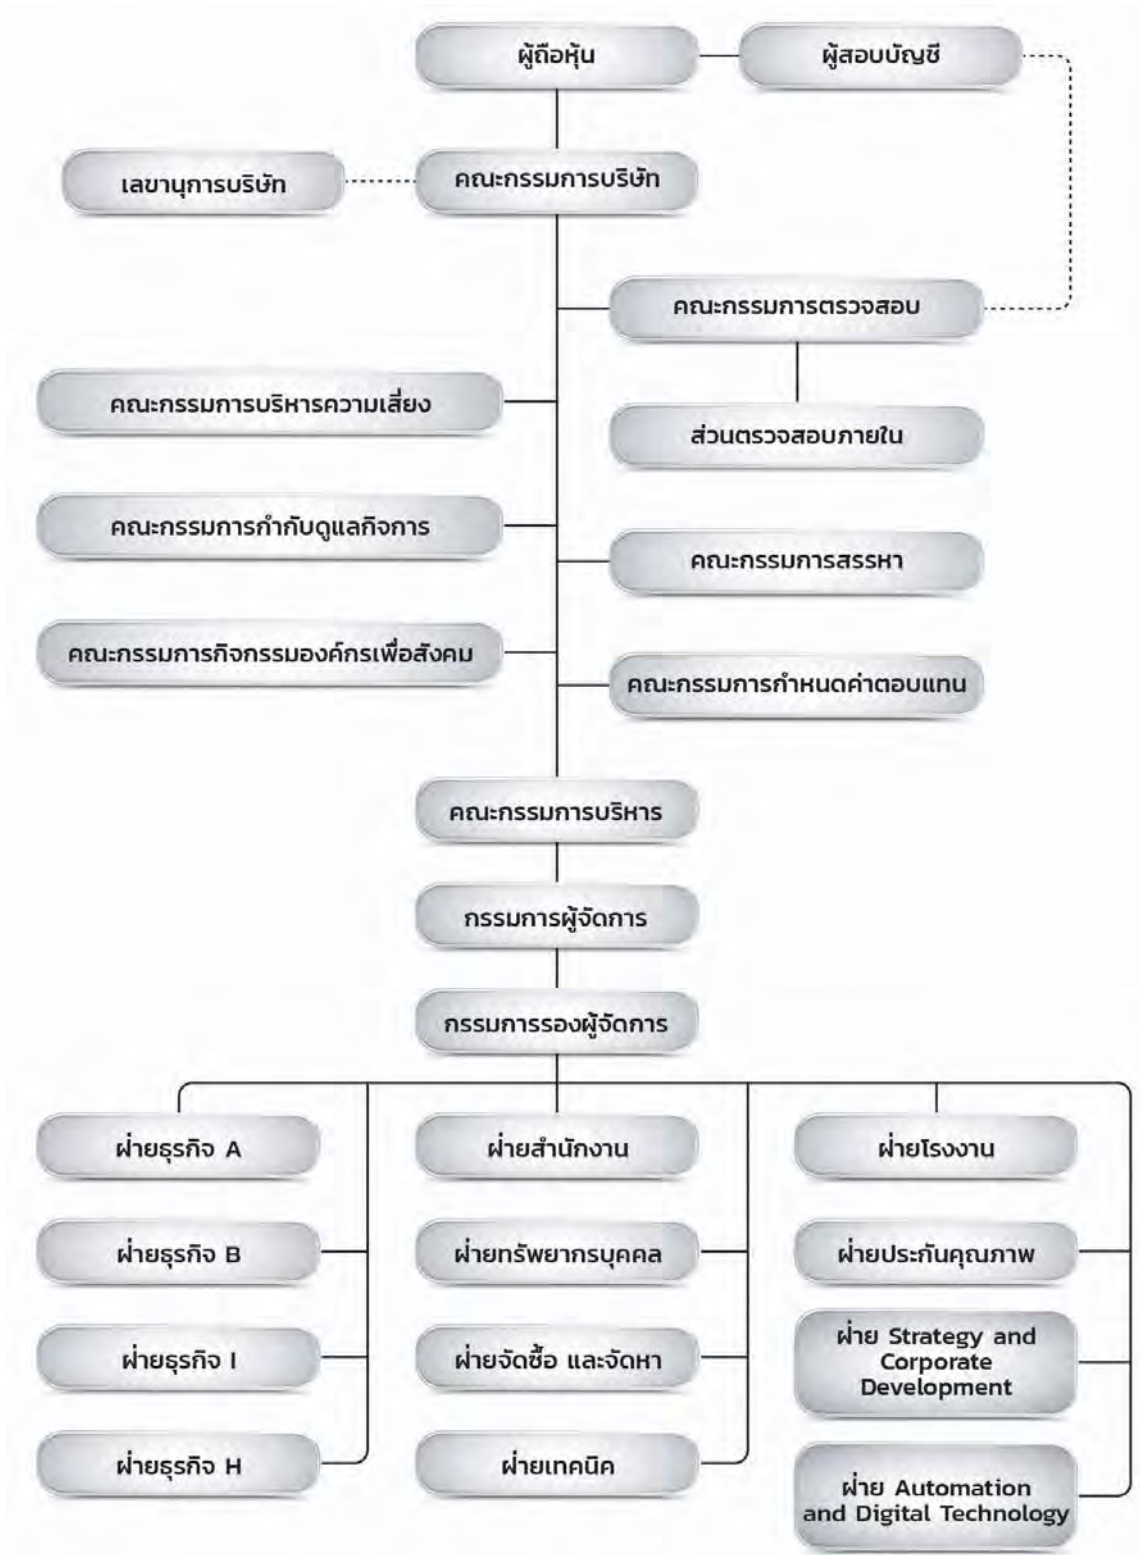 ผู้ถือหุ้น
ผู้สอบบัญชี
เลขานุการบริษัท
คณะกรรมการบริษัท
คณะกรรมการตรวจสอบ
คณะกรรมการบริหารความเสี่ยง
ส่วนตรวจสอบภายใน
คณะกรรมการกำกับดูแลกิจการ
คณะกรรมการสรรหา
คณะกรรมการกิจกรรมองค์กรเพื่อสังคม
คณะกรรมการกำหนดค่าตอบแทน
คณะกรรมการบริหาร
กรรมการผู้จัดการ
กรรมการรองผู้จัดการ
ฝ่ายธุรกิจ A
ฝ่ายสำนักงาน
ฝ่ายโรงงาน
ฝ่ายธุรกิจ B
ฝ่ายทรัพยากรบุคคล
ฝ่ายประกันคุณภาพ
ฝ่ายธุรกิจ I
ฝ่ายจัดซื้อ และจัดหา
ฝ่าย Strategy and
Corporate
Development
ฝ่ายธุรกิจ H
ฝ่ายเทคนิค
ฝ่าย Automation
and Digital Technology